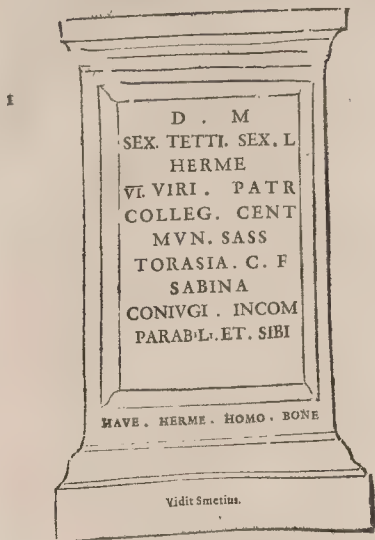 I
D . M
SEX. TETTI. SEX. L
HERME
VI. VIRI . PATR
COLLEG. CENT
MVN. SASS
TORASIA . C. F
SABINA
CONIVGI . INCOM
PARABILI. ET. SIBI
HAVE . HERME . HOMO . BONE
Vidit Smetius.